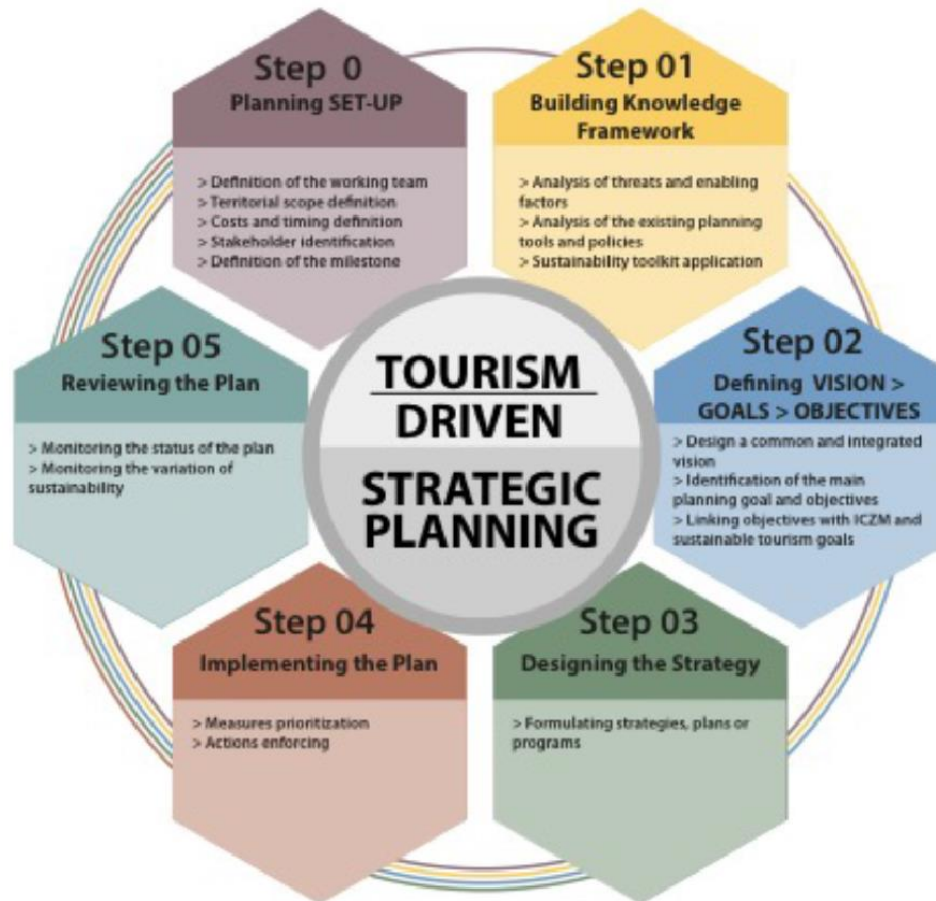 Step 0
Planning SET-UP
> Definition of the working team
> Territorial scope definition
> Costs and timing definition
> Stakeholder identification
> Definition of the milestone
Step 01
Building Knowledge
Framework
> Analysis of threats and enabling
factors
> Analysis of the existing planning
tools and policies
> Sustainability toolkit application
Step 02
Defining VISION >
GOALS > OBJECTIVES
> Design a common and integrated
vision
> Identification of the main
planning goal and objectives
> Linking objectives with ICZM and
sustainable tourism goals
Step 03
Designing the Strategy
> Formulating strategies, plans or
programs
Step 04
Implementing the Plan
> Measures prioritization
> Actions enforcing
Step 05
Reviewing the Plan
> Monitoring the status of the plan
> Monitoring the variation of
sustainability
TOURISM
DRIVEN
STRATEGIC
PLANNING